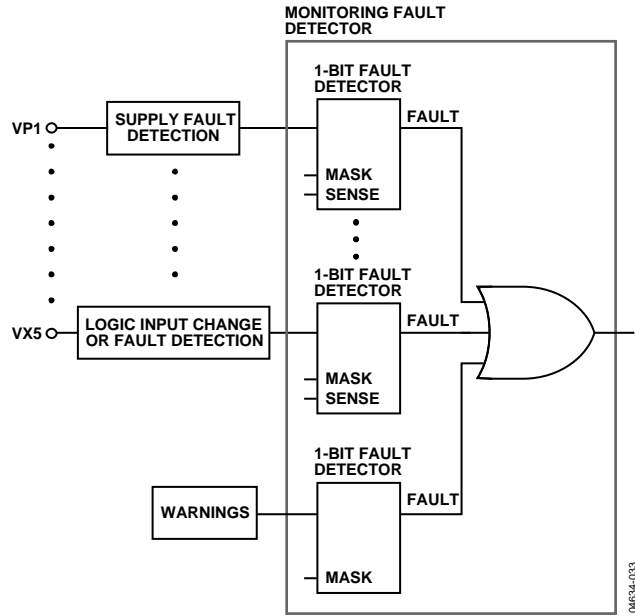 MONITORING FAULT
DETECTOR
1-BIT FAULT
DETECTOR
VP1
SUPPLY FAULT
DETECTION
FAULT
MASK
SENSE
1-BIT FAULT
DETECTOR
VX5
LOGIC INPUT CHANGE
OR FAULT DETECTION
FAULT
MASK
SENSE
1-BIT FAULT
DETECTOR
WARNINGS
FAULT
MASK
04634-033